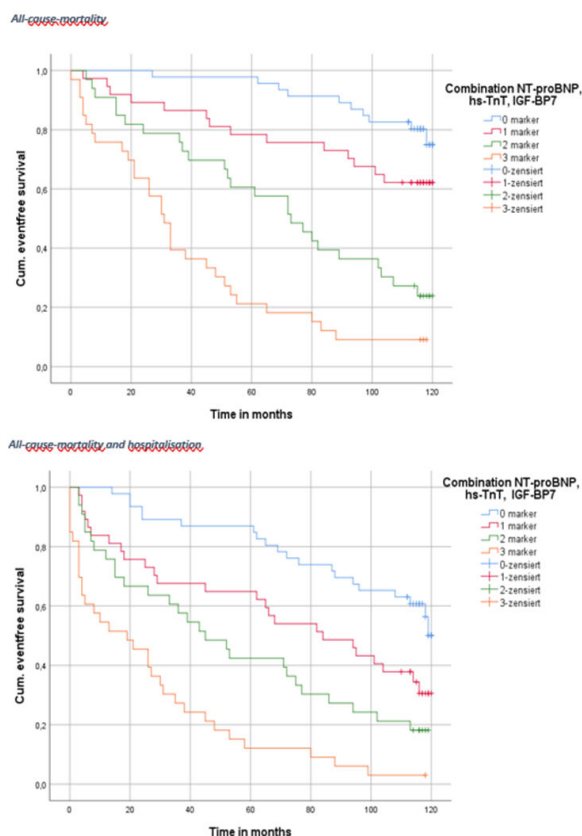 All-cause-mortality
Combination NT-proBNP,
hs-TnT, IGF-BP7
0 marker
1 marker
2 marker
3 marker
0-zensiert
1-zensiert
2-zensiert
3-zensiert
Cum. eventfree survival
1,0
0,8
0,6
0,4
0,2
0,0
0 20 40 60 80 100 120
Time in months
All-cause-mortality and hospitalisation
Combination NT-proBNP,
hs-TnT, IGF-BP7
0 marker
1 marker
2 marker
3 marker
0-zensiert
1-zensiert
2-zensiert
3-zensiert
Cum. eventfree survival
1,0
0,8
0,6
0,4
0,2
0,0
0 20 40 60 80 100 120
Time in months